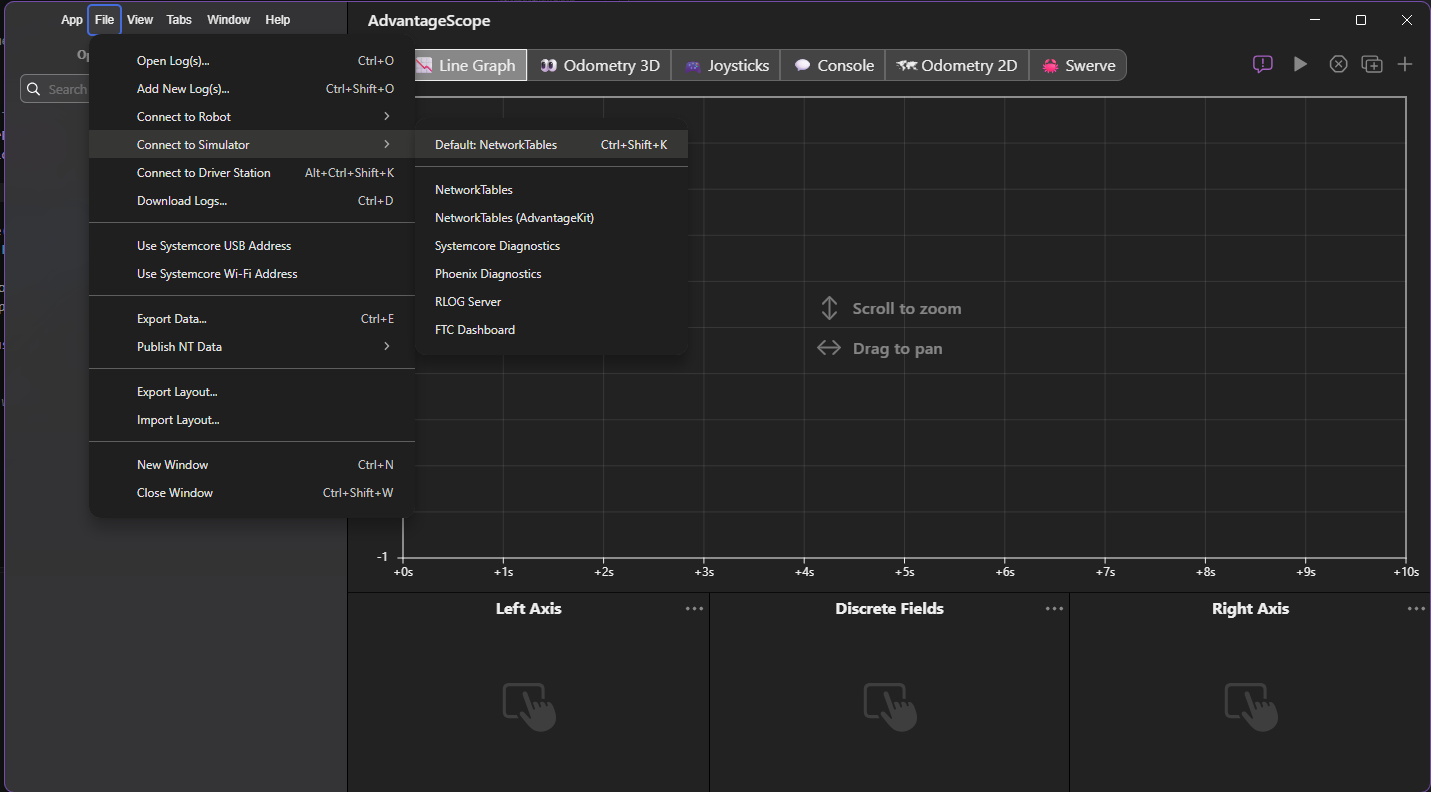 App File View Tabs Window Help
AdvantageScope
Op
Search
Open Log(s)... Ctrl+O
Add New Log(s)... Ctrl+Shift+O
Connect to Robot
Connect to Simulator
Connect to Driver Station Alt+Ctrl+Shift+K
Download Logs... Ctrl+D
Use Systemcore USB Address
Use Systemcore Wi-Fi Address
Export Data... Ctrl+E
Publish NT Data
Export Layout...
Import Layout...
New Window Ctrl+N
Close Window Ctrl+Shift+W
Default: NetworkTables Ctrl+Shift+K
NetworkTables
NetworkTables (AdvantageKit)
Systemcore Diagnostics
Phoenix Diagnostics
RLOG Server
FTC Dashboard
Line Graph Odometry 3D Joysticks Console Odometry 2D Swerve
Scroll to zoom
Drag to pan
-1
+0s +1s +2s +3s +4s +5s +6s +7s +8s +9s +10s
Left Axis Discrete Fields Right Axis